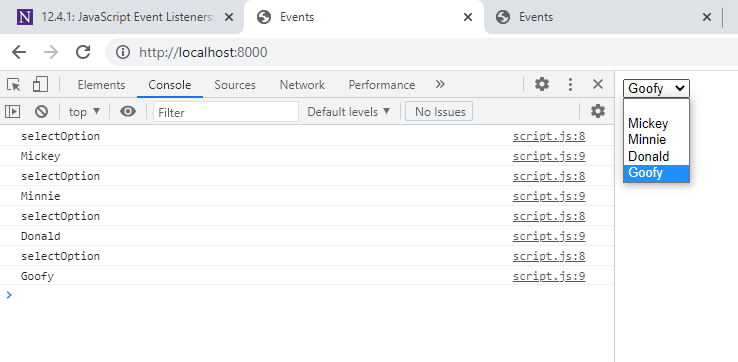 N 12.4.1: JavaScript Event Listeners: Events Events
http://localhost:8000
Elements Console Sources Network Performance »
top ▼ Filter Default levels ▼ No Issues
selectOption script.js:8
Mickey script.js:9
selectOption script.js:8
Minnie script.js:9
selectOption script.js:8
Donald script.js:9
selectOption script.js:8
Goofy script.js:9
Goofy
Mickey
Minnie
Donald
Goofy